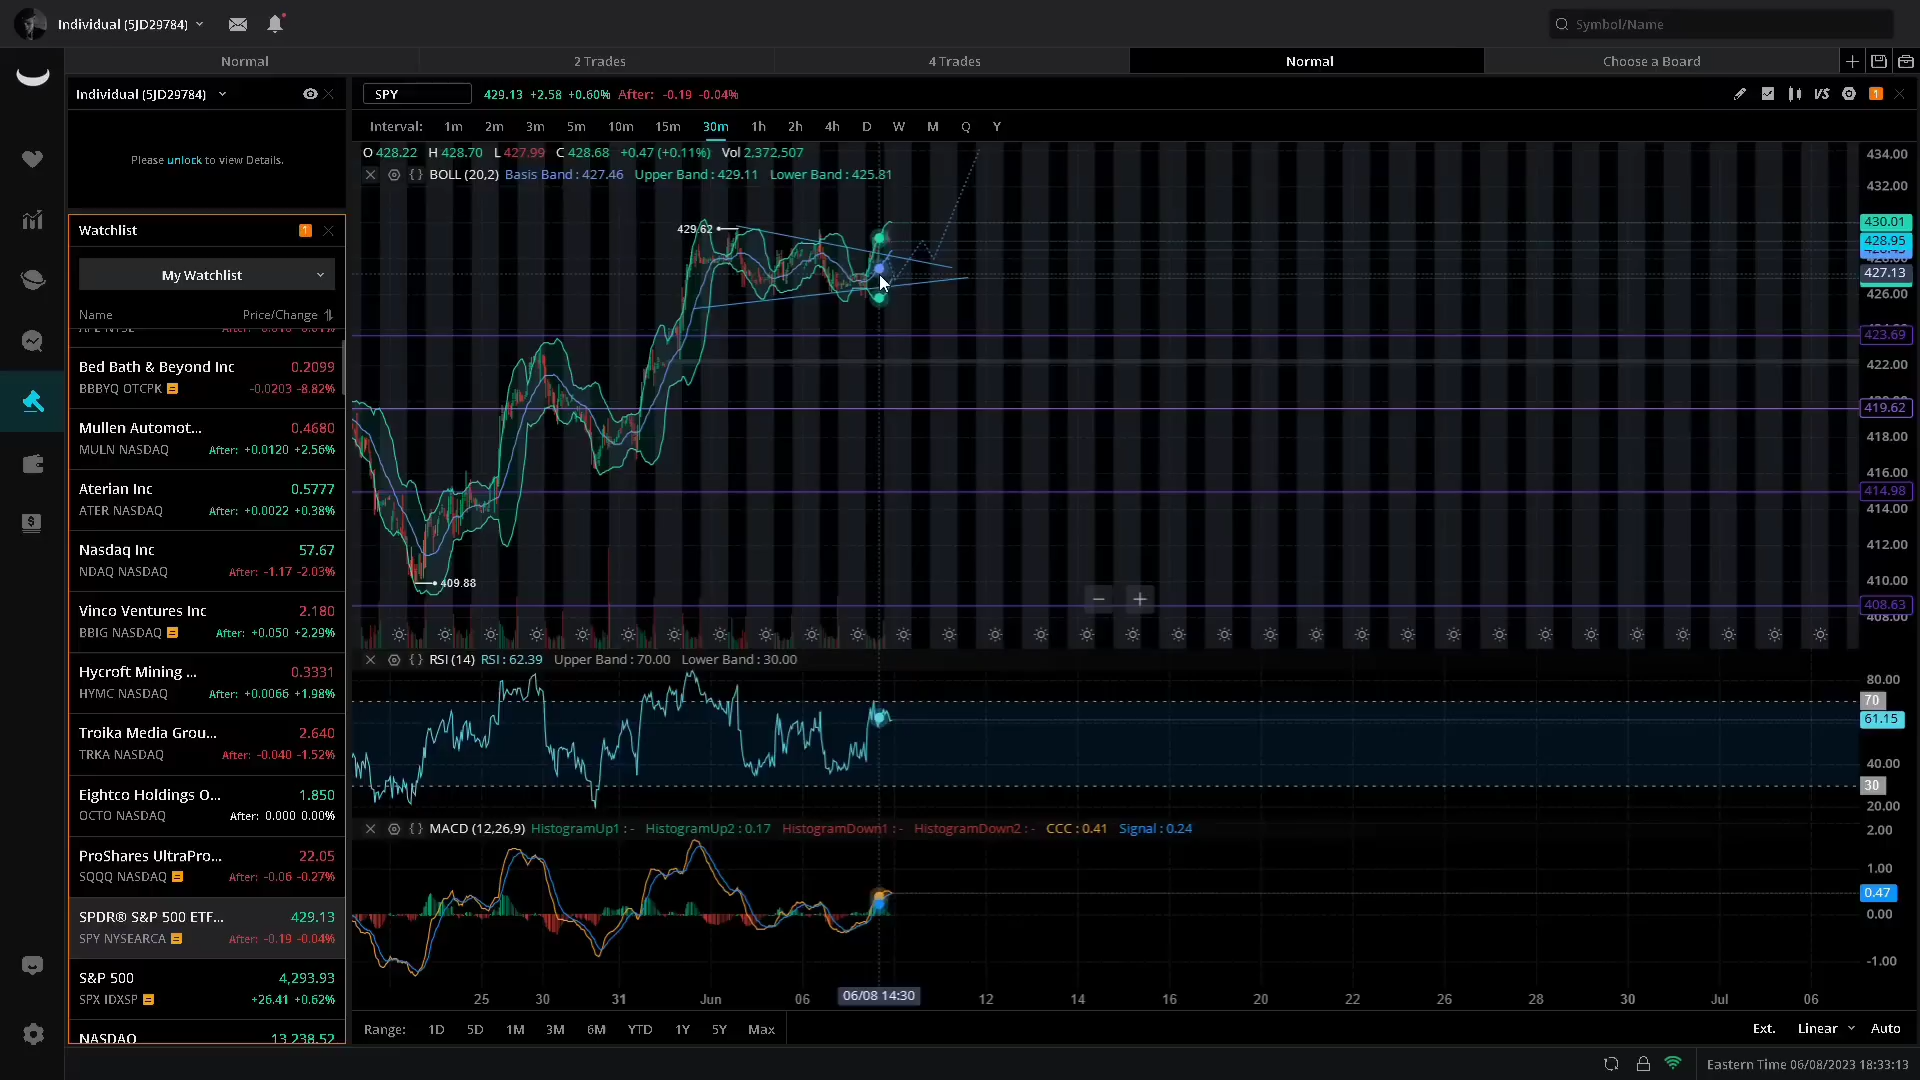 Individual (5JD29784)
Symbol/Name
Normal
2 Trades
4 Trades
Normal
Choose a Board
Individual (5JD29784)
Please unlock to view Details.
Watchlist
1
My Watchlist
Name Price/Change
Bed Bath & Beyond Inc 0.2099
BBBYQ OTCPK -0.0203 -8.82%
Mullen Automot... 0.4680
MULN NASDAQ After: +0.0120 +2.56%
Aterian Inc 0.5777
ATER NASDAQ After: +0.0022 +0.38%
Nasdaq Inc 57.67
NDAQ NASDAQ After: -1.17 -2.03%
Vinco Ventures Inc 2.180
BBIG NASDAQ After: +0.050 +2.29%
Hycroft Mining ... 0.3331
HYMC NASDAQ After: +0.0066 +1.98%
Troika Media Grou... 2.640
TRKA NASDAQ After: -0.040 -1.52%
Eightco Holdings O... 1.850
OCTO NASDAQ After: 0.000 0.00%
ProShares UltraPro... 22.05
SQQQ NASDAQ After: -0.06 -0.27%
SPDR® S&P 500 ETF... 429.13
SPY NYSEARCA After: -0.19 -0.04%
S&P 500 4,293.93
SPX IDXSP +26.41 +0.62%
NASDAQ 13,238.52
SPY 429.13 +2.58 +0.60% After: -0.19 -0.04%
VS
1
Interval: 1m 2m 3m 5m 10m 15m 30m 1h 2h 4h D W M Q Y
O 428.22 H 428.70 L 427.99 C 428.68 +0.47 (+0.11%) Vol 2,372,507
BOLL (20,2) Basis Band : 427.46 Upper Band : 429.11 Lower Band : 425.81
429.62
409.88
434.00
432.00
430.01
428.95
427.13
426.00
423.69
422.00
419.62
418.00
416.00
414.98
414.00
412.00
410.00
408.63
408.00
RSI (14) RSI : 62.39 Upper Band : 70.00 Lower Band : 30.00
80.00
70
61.15
40.00
30
20.00
MACD (12,26,9) HistogramUp1 : - HistogramUp2 : 0.17 HistogramDown1 : - HistogramDown2 : - CCC : 0.41 Signal : 0.24
2.00
1.00
0.47
0.00
-1.00
25 30 31 Jun 06 06/08 14:30 12 14 16 20 22 26 28 30 Jul 06
Range: 1D 5D 1M 3M 6M YTD 1Y 5Y Max
Ext. Linear Auto
Eastern Time 06/08/2023 18:33:13